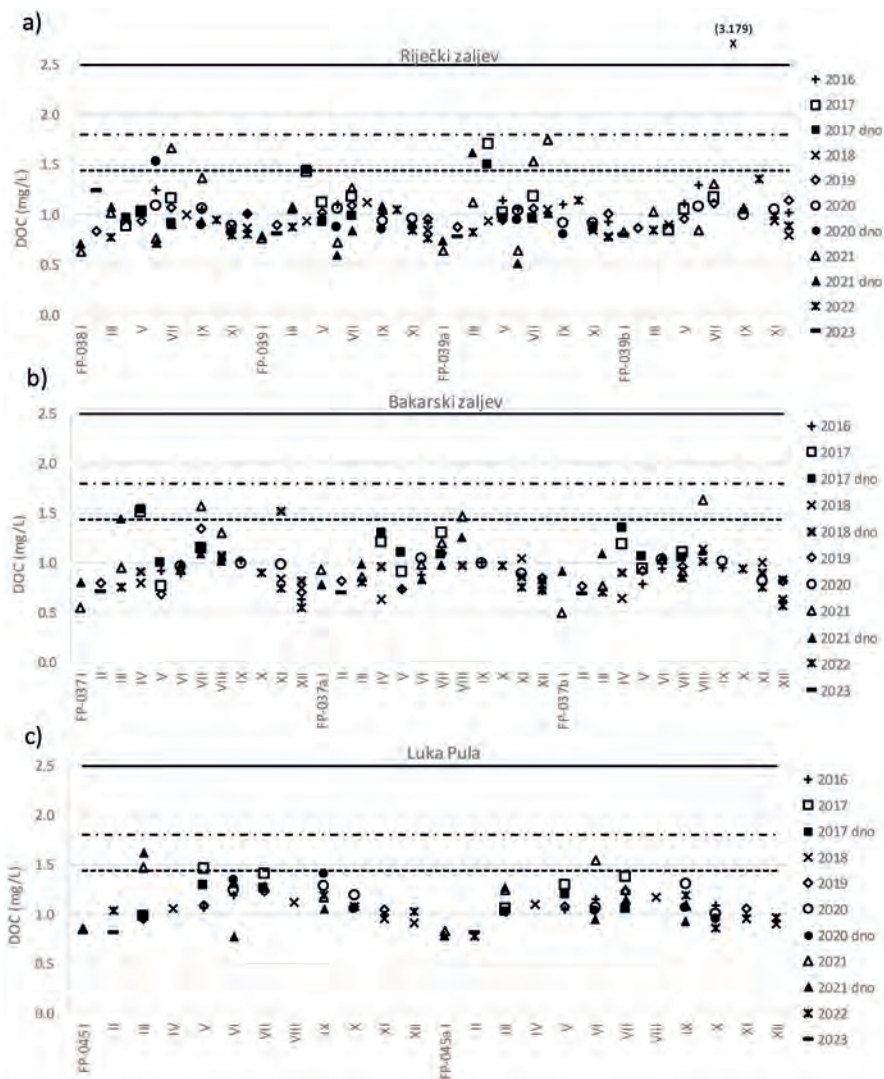 a)
(3.179)
Riječki zaljev
DOC (mg/L)
2.5
2.0
1.5
1.0
0.5
0.0
FP-038 I III V VII IX XI FP-039 I III V VII IX XI FP-039a I III V VII IX XI FP-039b I III V VII IX XI
2016
2017
2017 dno
2018
2019
2020
2020 dno
2021
2021 dno
2022
2023
b)
Bakarski zaljev
DOC (mg/L)
2.5
2.0
1.5
1.0
0.5
0.0
FP-037 I II III IV V VI VII VIII IX X XI XII FP-037a I II III IV V VI VII VIII IX X XI XII FP-037b I II III IV V VI VII VIII IX X XI XII
2016
2017
2017 dno
2018
2018 dno
2019
2020
2021
2021 dno
2022
2023
c)
Luka Pula
DOC (mg/L)
2.5
2.0
1.5
1.0
0.5
0.0
FP-045 I II III IV V VI VII VIII IX X XI XII FP-045a I II III IV V VI VII VIII IX X XI XII
2016
2017
2017 dno
2018
2019
2020
2020 dno
2021
2021 dno
2022
2023